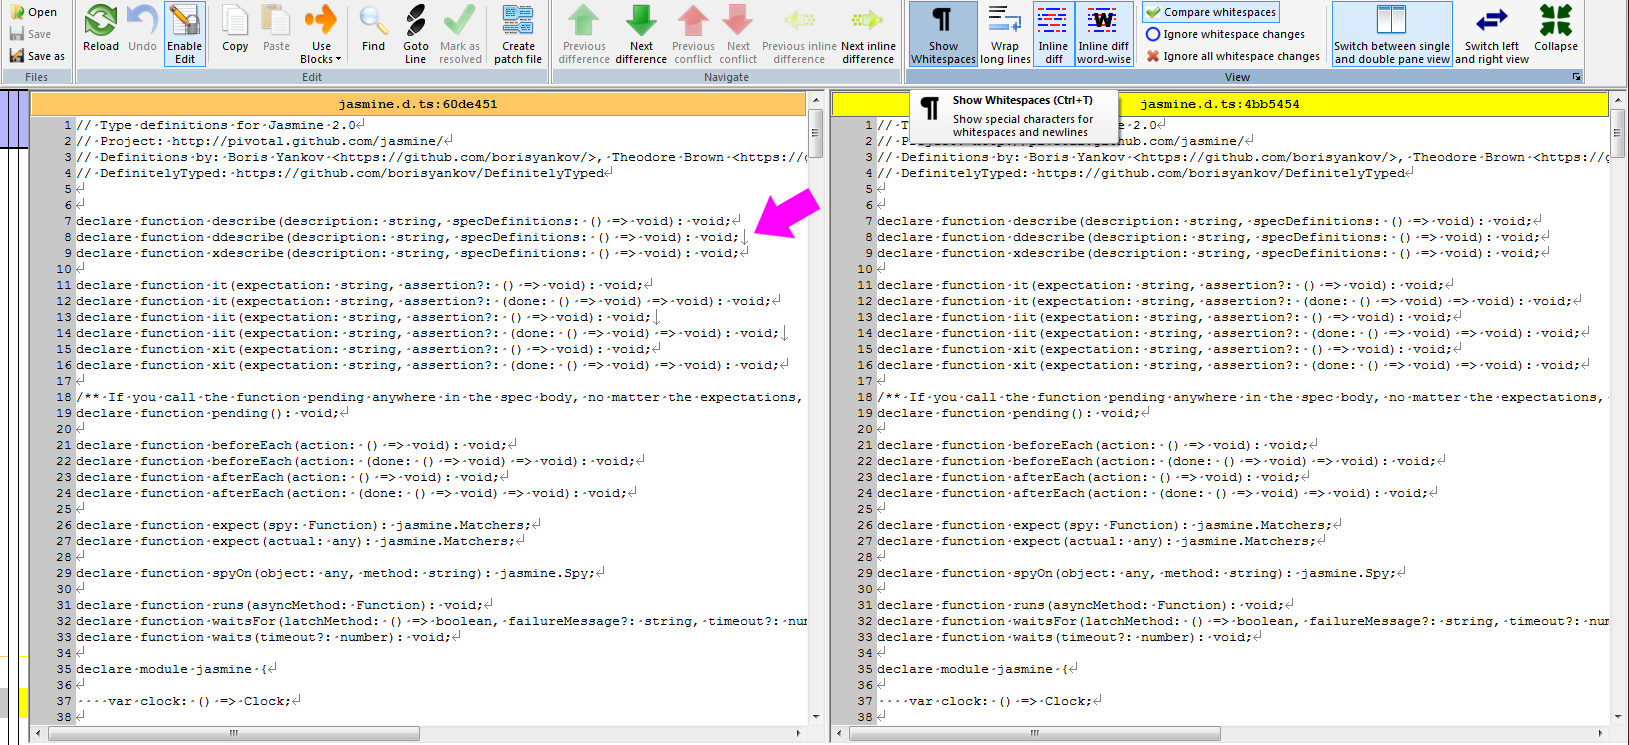 Open
Save
Save as
Files
Reload
Undo
Enable Edit
Copy
Paste
Use Blocks
Find
Goto Line
Mark as resolved
Create patch file
Edit
Previous difference
Next difference
Previous conflict
Next conflict
Previous inline difference
Next inline difference
Navigate
Show Whitespaces
Wrap long lines
Inline diff
Inline diff word-wise
Compare whitespaces
Ignore whitespace changes
Ignore all whitespace changes
Switch between single and double pane view
Switch left and right view
Collapse
View
Show Whitespaces (Ctrl+T)
Show special characters for
whitespaces and newlines
jasmine.d.ts:60de451
1 // Type definitions for Jasmine 2.0
2 // Project: http://pivotal.github.com/jasmine/
3 // Definitions by: Boris Yankov <https://github.com/borisyankov/>, Theodore Brown <https://g
4 // DefinitelyTyped: https://github.com/borisyankov/DefinitelyTyped
5
6
7 declare function describe(description: string, specDefinitions: () => void): void;
8 declare function ddescribe(description: string, specDefinitions: () => void): void;
9 declare function xdescribe(description: string, specDefinitions: () => void): void;
10
11 declare function it(expectation: string, assertion?: () => void): void;
12 declare function it(expectation: string, assertion?: (done: () => void) => void): void;
13 declare function iit(expectation: string, assertion?: () => void): void;
14 declare function iit(expectation: string, assertion?: (done: () => void) => void): void;
15 declare function xit(expectation: string, assertion?: () => void): void;
16 declare function xit(expectation: string, assertion?: (done: () => void) => void): void;
17
18 /** If you call the function pending anywhere in the spec body, no matter the expectations,
19 declare function pending(): void;
20
21 declare function beforeEach(action: () => void): void;
22 declare function beforeEach(action: (done: () => void) => void): void;
23 declare function afterEach(action: () => void): void;
24 declare function afterEach(action: (done: () => void) => void): void;
25
26 declare function expect(spy: Function): jasmine.Matchers;
27 declare function expect(actual: any): jasmine.Matchers;
28
29 declare function spyOn(object: any, method: string): jasmine.Spy;
30
31 declare function runs(asyncMethod: Function): void;
32 declare function waitsFor(latchMethod: () => boolean, failureMessage?: string, timeout?: num
33 declare function waits(timeout?: number): void;
34
35 declare module jasmine {
36
37 var clock: () => Clock;
38
jasmine.d.ts:4bb5454
1 // T e 2.0
2 //
3 // Definitions by: Boris Yankov <https://github.com/borisyankov/>, Theodore Brown <https://g
4 // DefinitelyTyped: https://github.com/borisyankov/DefinitelyTyped
5
6
7 declare function describe(description: string, specDefinitions: () => void): void;
8 declare function ddescribe(description: string, specDefinitions: () => void): void;
9 declare function xdescribe(description: string, specDefinitions: () => void): void;
10
11 declare function it(expectation: string, assertion?: () => void): void;
12 declare function it(expectation: string, assertion?: (done: () => void) => void): void;
13 declare function iit(expectation: string, assertion?: () => void): void;
14 declare function iit(expectation: string, assertion?: (done: () => void) => void): void;
15 declare function xit(expectation: string, assertion?: () => void): void;
16 declare function xit(expectation: string, assertion?: (done: () => void) => void): void;
17
18 /** If you call the function pending anywhere in the spec body, no matter the expectations,
19 declare function pending(): void;
20
21 declare function beforeEach(action: () => void): void;
22 declare function beforeEach(action: (done: () => void) => void): void;
23 declare function afterEach(action: () => void): void;
24 declare function afterEach(action: (done: () => void) => void): void;
25
26 declare function expect(spy: Function): jasmine.Matchers;
27 declare function expect(actual: any): jasmine.Matchers;
28
29 declare function spyOn(object: any, method: string): jasmine.Spy;
30
31 declare function runs(asyncMethod: Function): void;
32 declare function waitsFor(latchMethod: () => boolean, failureMessage?: string, timeout?: num
33 declare function waits(timeout?: number): void;
34
35 declare module jasmine {
36
37 var clock: () => Clock;
38